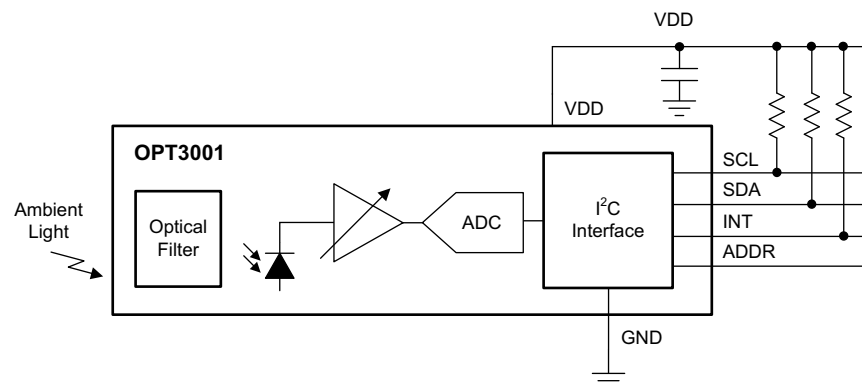 VDD
VDD
OPT3001
Ambient
Light
Optical
Filter
ADC
I²C
Interface
SCL
SDA
INT
ADDR
GND